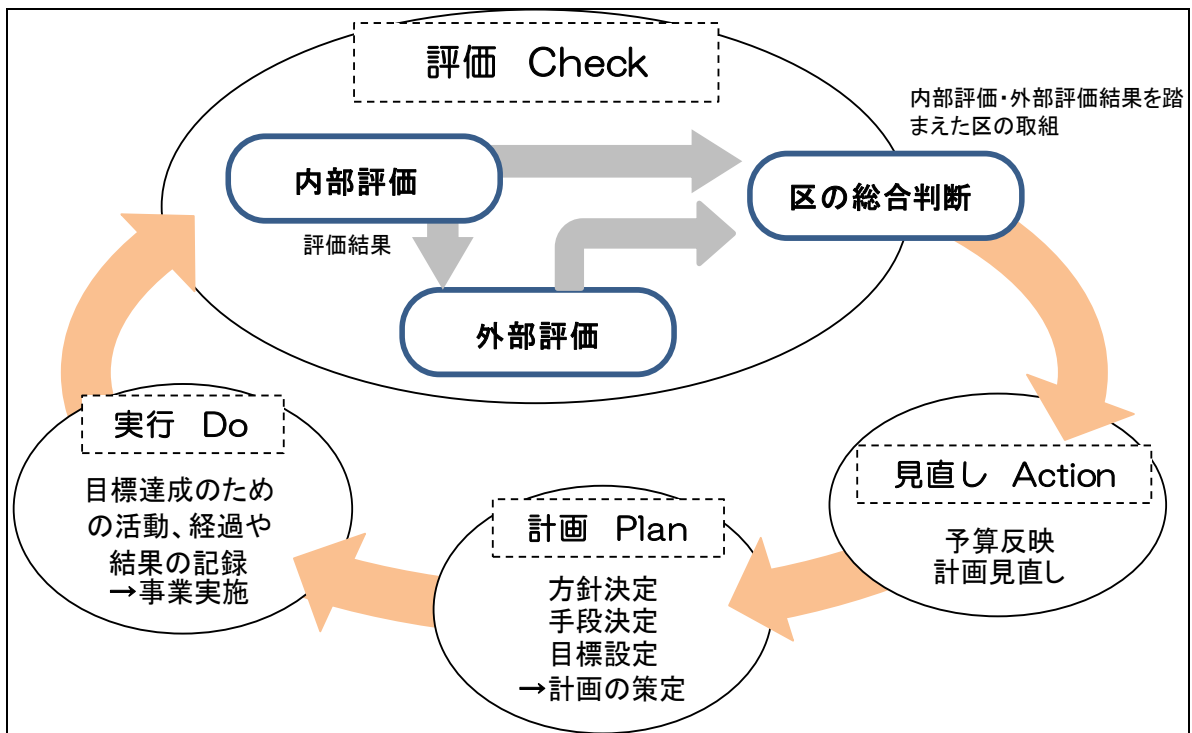 評価　Check
内部評価・外部評価結果を踏
まえた区の取組
内部評価
区の総合判断
評価結果
外部評価
実行　Do
目標達成のため
の活動、経過や
結果の記録
→事業実施
計画　Plan
方針決定
手段決定
目標設定
→計画の策定
見直し　Action
予算反映
計画見直し